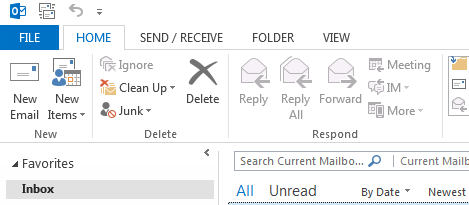 FILE HOME SEND / RECEIVE FOLDER VIEW
New Email
New Items
New
Ignore
Clean Up
Junk
Delete
Delete
Reply
Reply All
Forward
Meeting
IM
More
Respond
Favorites
Inbox
Search Current Mailbo... Current Mailb
All Unread By Date Newest